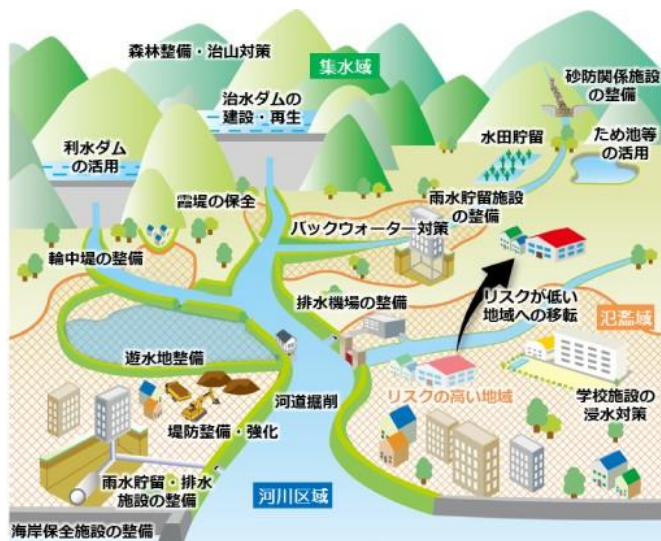 森林整備・治山対策
集水域
砂防関係施設
の整備
治水ダムの
建設・再生
水田貯留
ため池等
の活用
利水ダム
の活用
霞堤の保全
雨水貯留施設
の整備
バックウォーター対策
輪中堤の整備
排水機場の整備
リスクが低い
地域への移転
氾濫域
遊水地整備
リスクの高い地域
学校施設の
浸水対策
河道掘削
堤防整備・強化
雨水貯留・排水
施設の整備
河川区域
海岸保全施設の整備